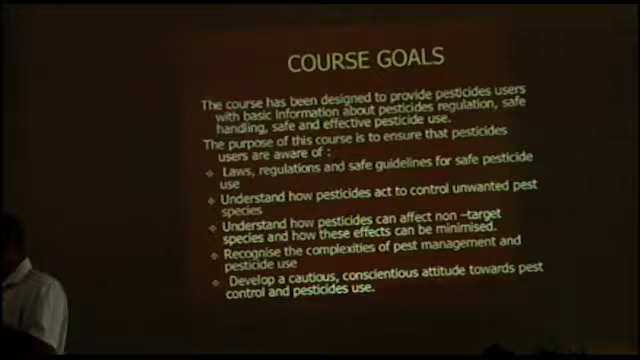 COURSE GOALS
The course has been designed to provide pesticides users
with basic information about pesticides regulation, safe
handling, safe and effective pesticide use.
The purpose of this course is to ensure that pesticides
users are aware of :
❖ Laws, regulations and safe guidelines for safe pesticide
use
❖ Understand how pesticides act to control unwanted pest
species
❖ Understand how pesticides can affect non –target
species and how these effects can be minimised.
❖ Recognise the complexities of pest management and
pesticide use
❖ Develop a cautious, conscientious attitude towards pest
control and pesticides use.